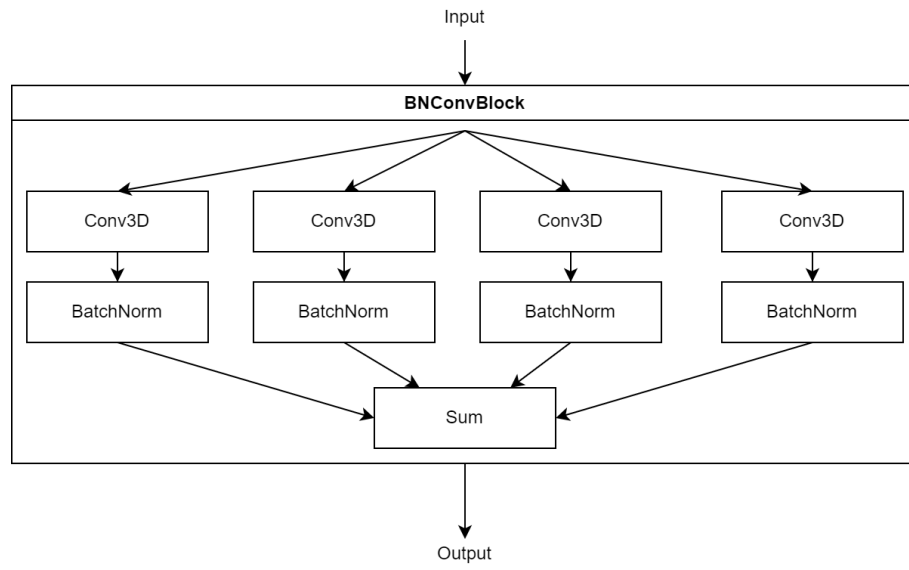 Input
BNConvBlock
Conv3D Conv3D Conv3D Conv3D
BatchNorm BatchNorm BatchNorm BatchNorm
Sum
Output